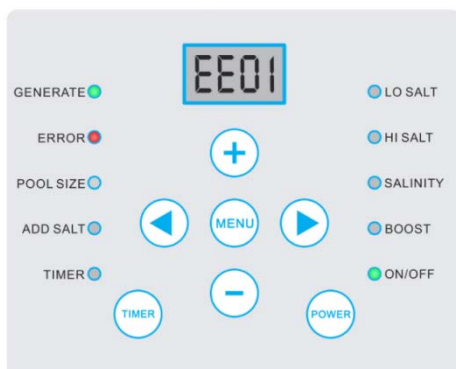 EE01
GENERATE
LO SALT
ERROR
HI SALT
POOL SIZE
SALINITY
ADD SALT
MENU
BOOST
TIMER
ON/OFF
TIMER
POWER